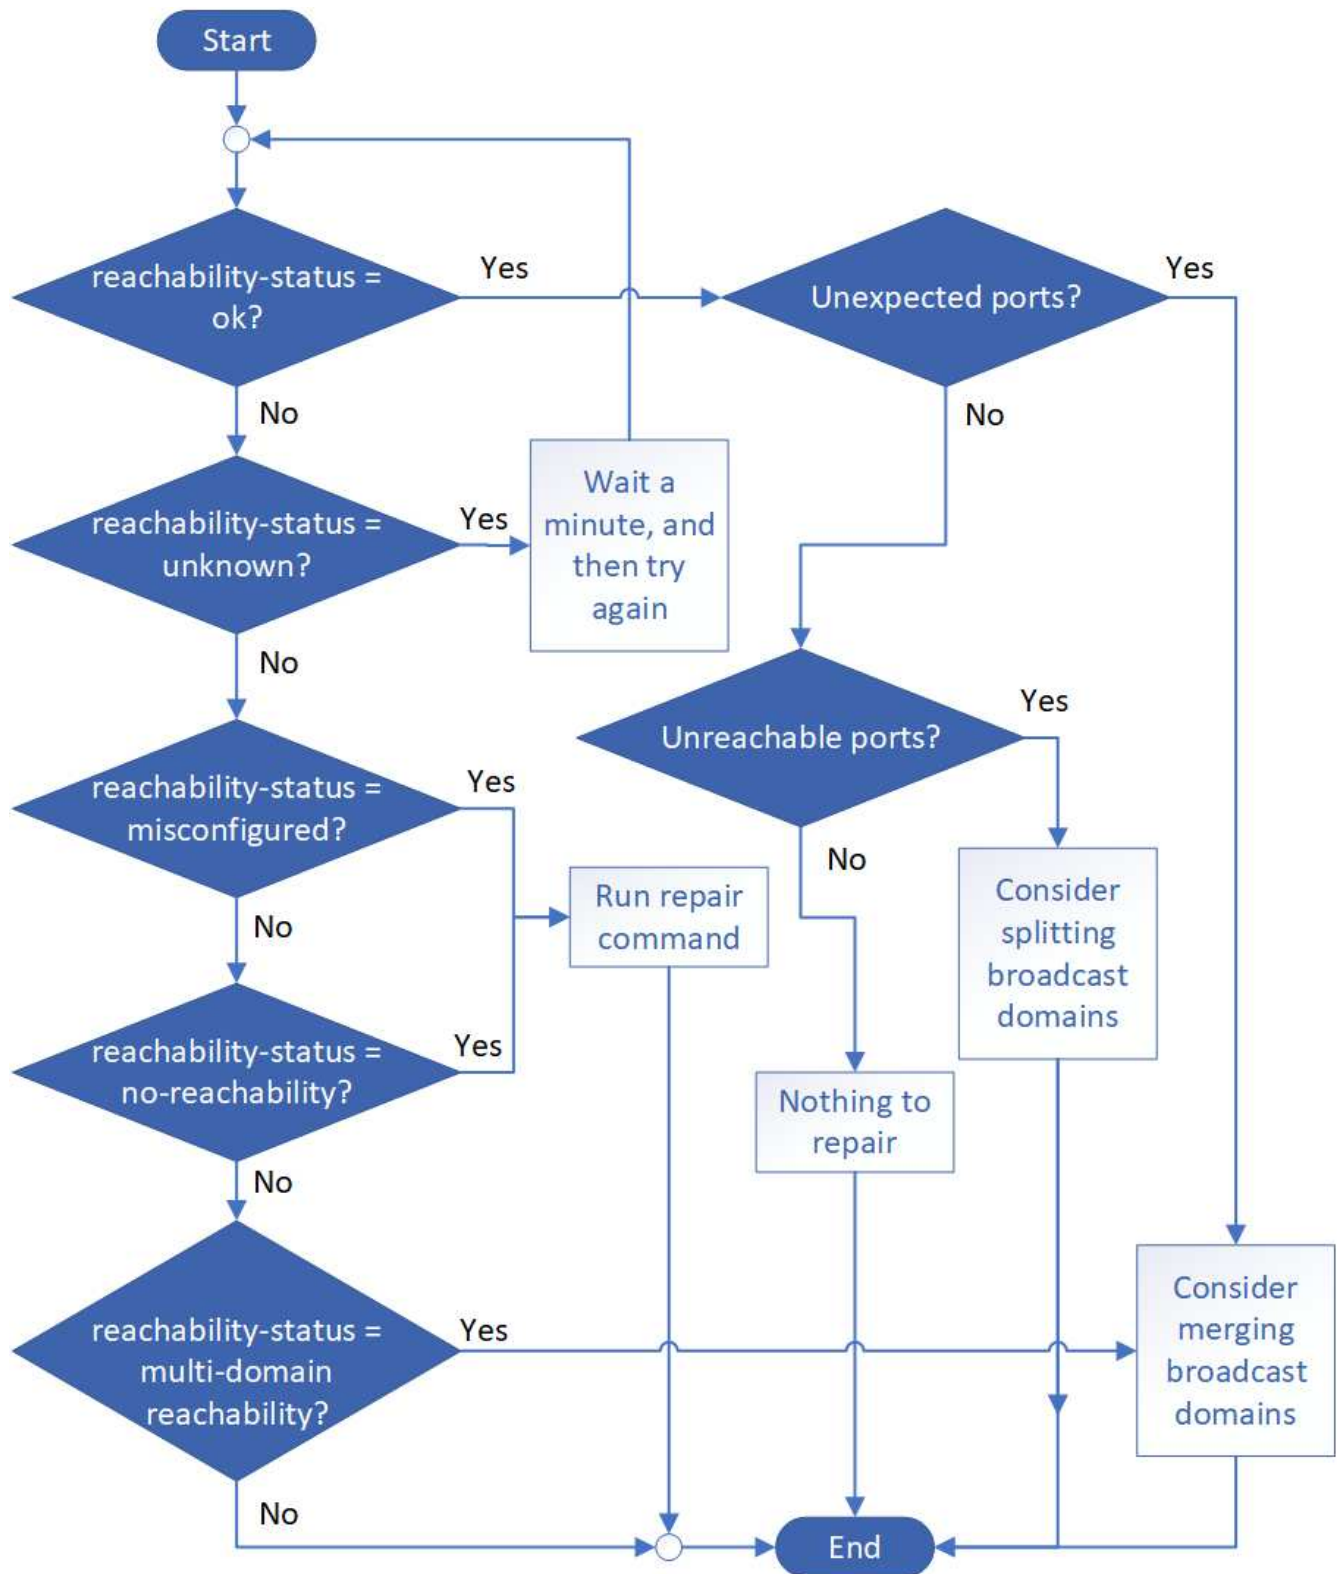 Start
reachability-status =
ok?
Yes
Unexpected ports?
Yes
No
No
reachability-status =
unknown?
Yes
Wait a
minute, and
then try
again
No
Unreachable ports?
Yes
reachability-status =
misconfigured?
Yes
No
Run repair
command
Consider
splitting
broadcast
domains
No
reachability-status =
no-reachability?
Yes
Nothing to
repair
No
reachability-status =
multi-domain
reachability?
Yes
Consider
merging
broadcast
domains
No
End